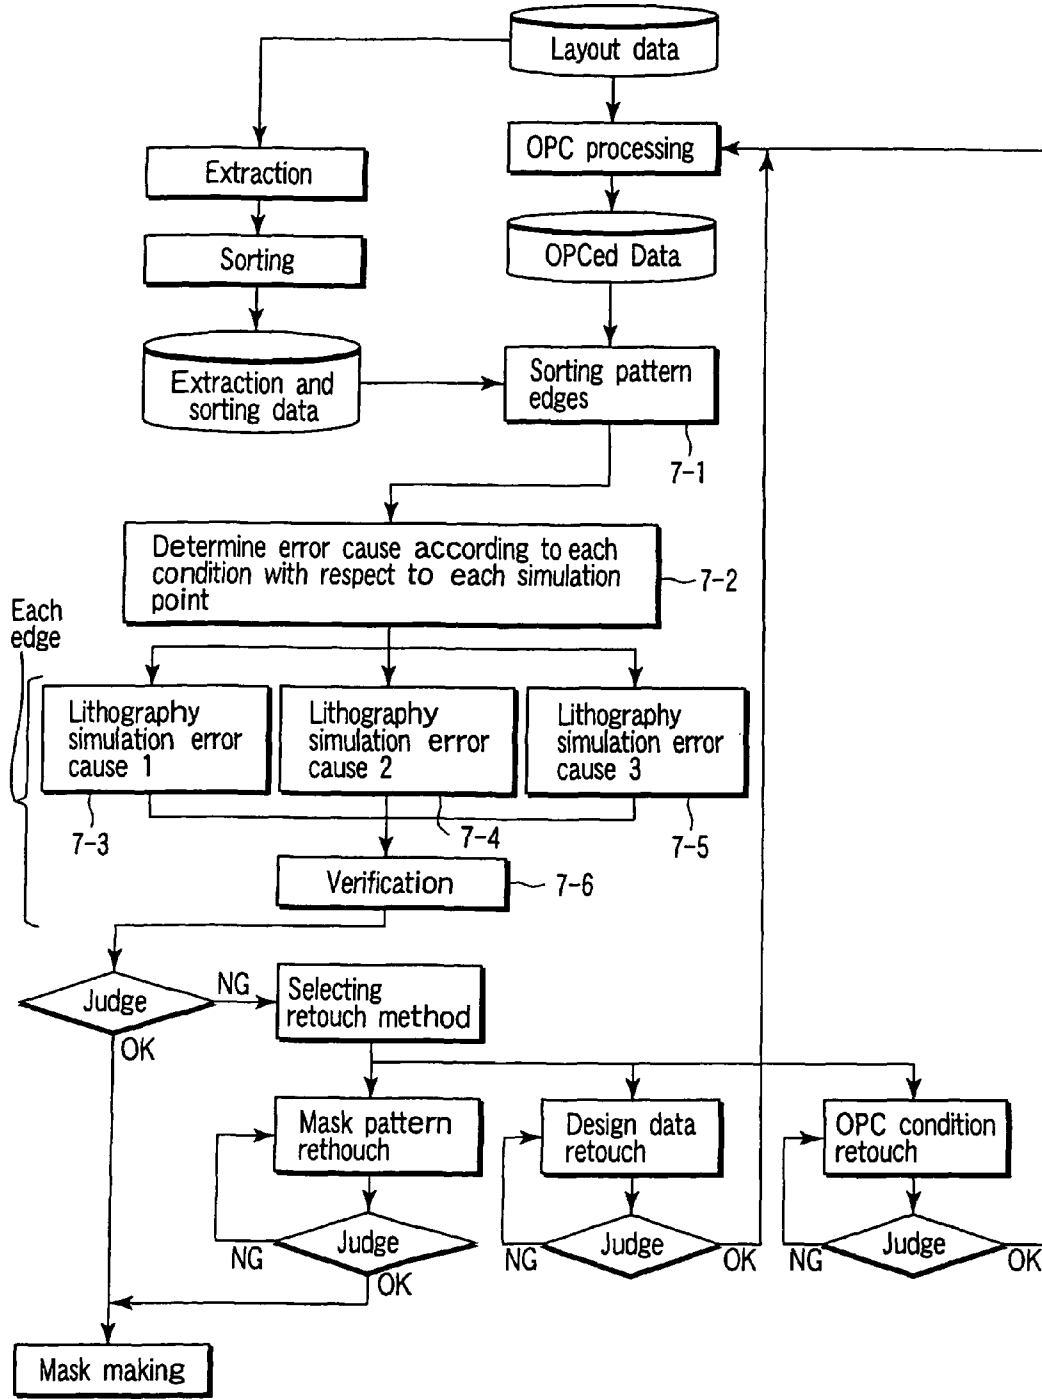 Layout data
OPC processing
Extraction
OPCed Data
Sorting
Extraction and
sorting data
Sorting pattern
edges
7-1
Determine error cause according to each
condition with respect to each simulation
point
7-2
Each
edge
Lithography
simulation error
cause 1
Lithography
simulation error
cause 2
Lithography
simulation error
cause 3
7-3
7-4
7-5
Verification
7-6
Judge
NG
OK
Selecting
retouch method
Mask pattern
rethouch
Design data
retouch
OPC condition
retouch
Judge
NG
OK
Judge
NG
OK
Judge
NG
OK
Mask making